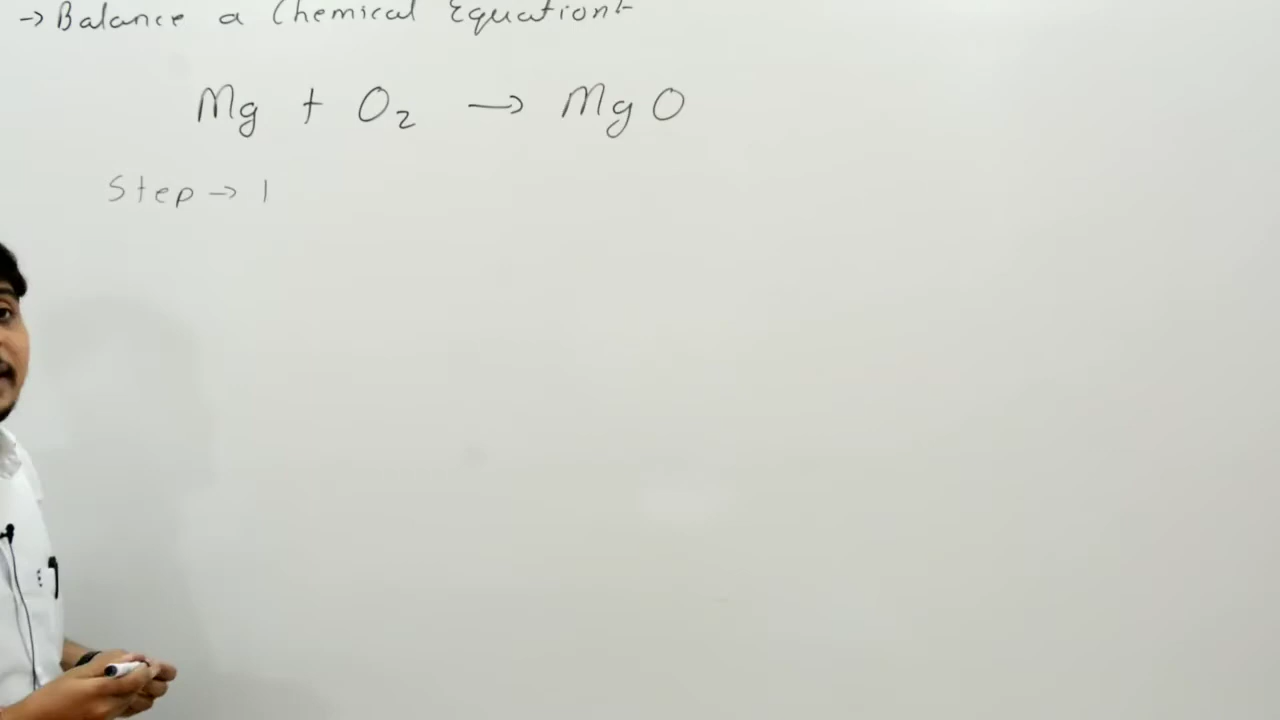 → Balance a Chemical Equation:-
Mg + O₂ → MgO
Step → 1